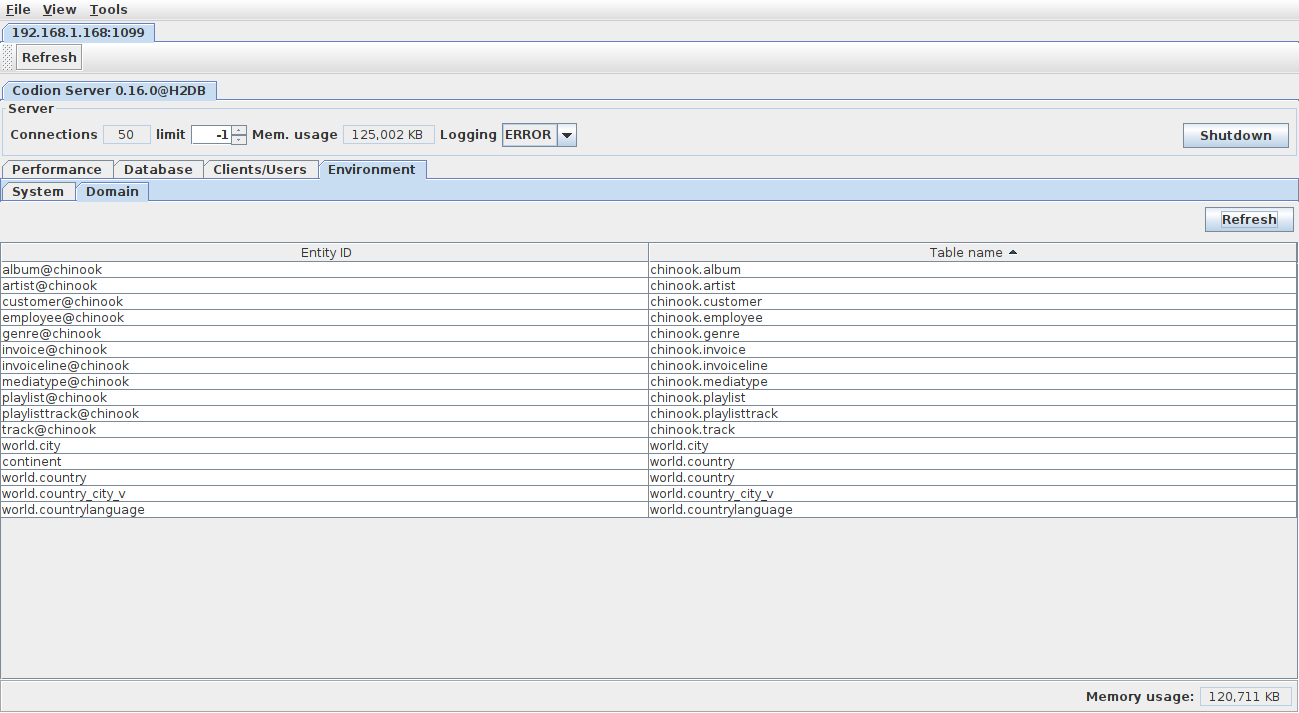 File View Tools
192.168.1.168:1099
Refresh
Codion Server 0.16.0@H2DB
Server
Connections 50 limit -1 Mem. usage 125,002 KB Logging ERROR Shutdown
Performance Database Clients/Users Environment
System Domain
Refresh
Entity ID Table name
album@chinook chinook.album
artist@chinook chinook.artist
customer@chinook chinook.customer
employee@chinook chinook.employee
genre@chinook chinook.genre
invoice@chinook chinook.invoice
invoiceline@chinook chinook.invoiceline
mediatype@chinook chinook.mediatype
playlist@chinook chinook.playlist
playlisttrack@chinook chinook.playlisttrack
track@chinook chinook.track
world.city world.city
continent world.country
world.country world.country
world.country_city_v world.country_city_v
world.countrylanguage world.countrylanguage
Memory usage: 120,711 KB